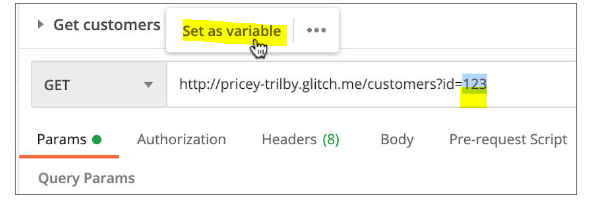 Get customers
Set as variable •••
GET http://pricey-trilby.glitch.me/customers?id=123
Params Authorization Headers (8) Body Pre-request Script
Query Params